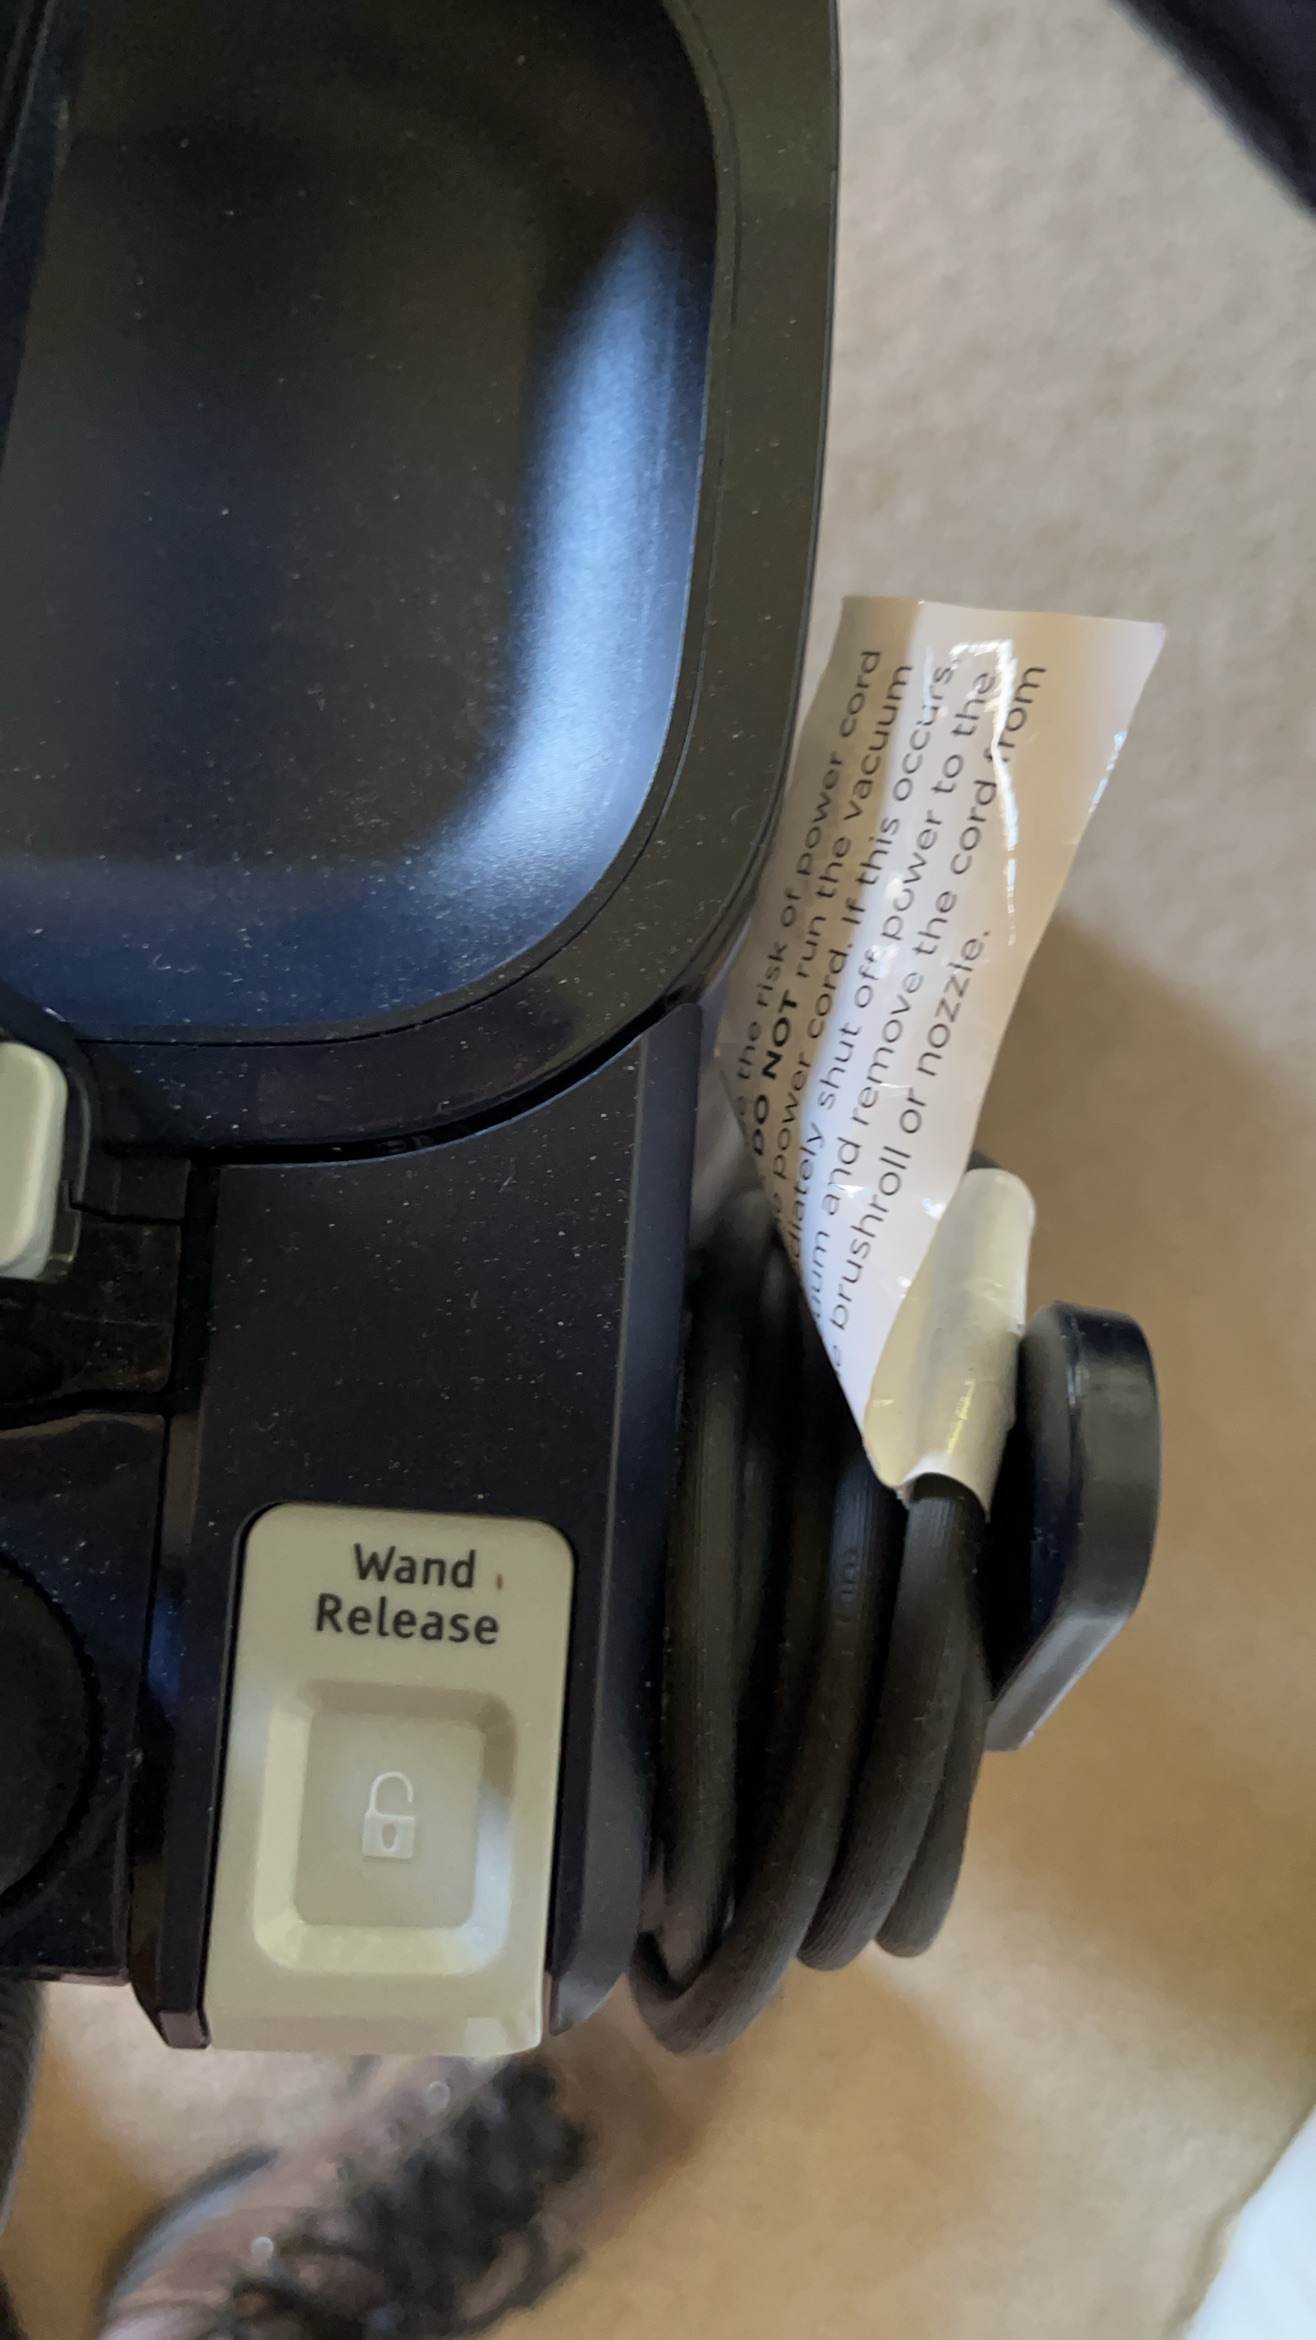 Wand
Release
the risk of power cord
DO NOT run the vacuum
power cord. If this occurs,
shut off power to the
and remove the cord from
brushroll or nozzle.